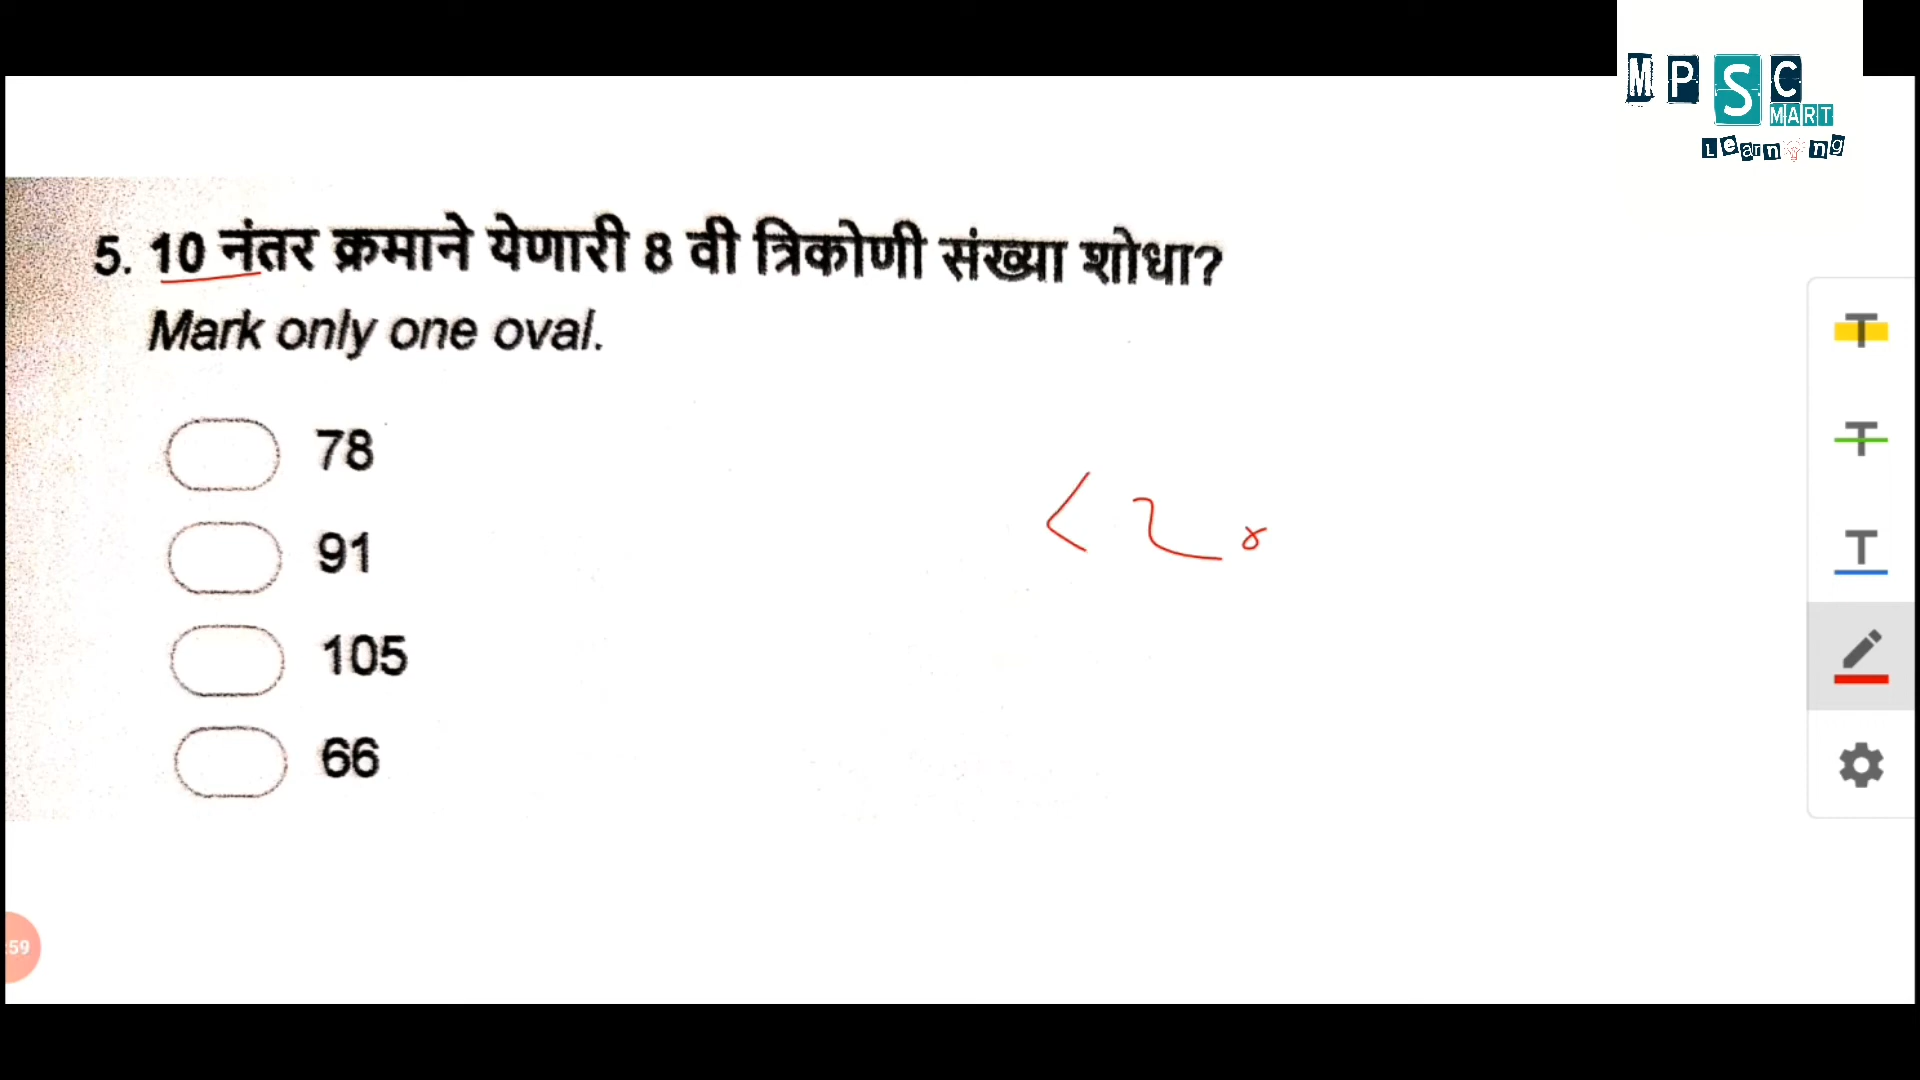 MPSC
MART
Learning
5. 10 नंतर क्रमाने येणारी 8 वी त्रिकोणी संख्या शोधा?
Mark only one oval.
78
91
105
66
59